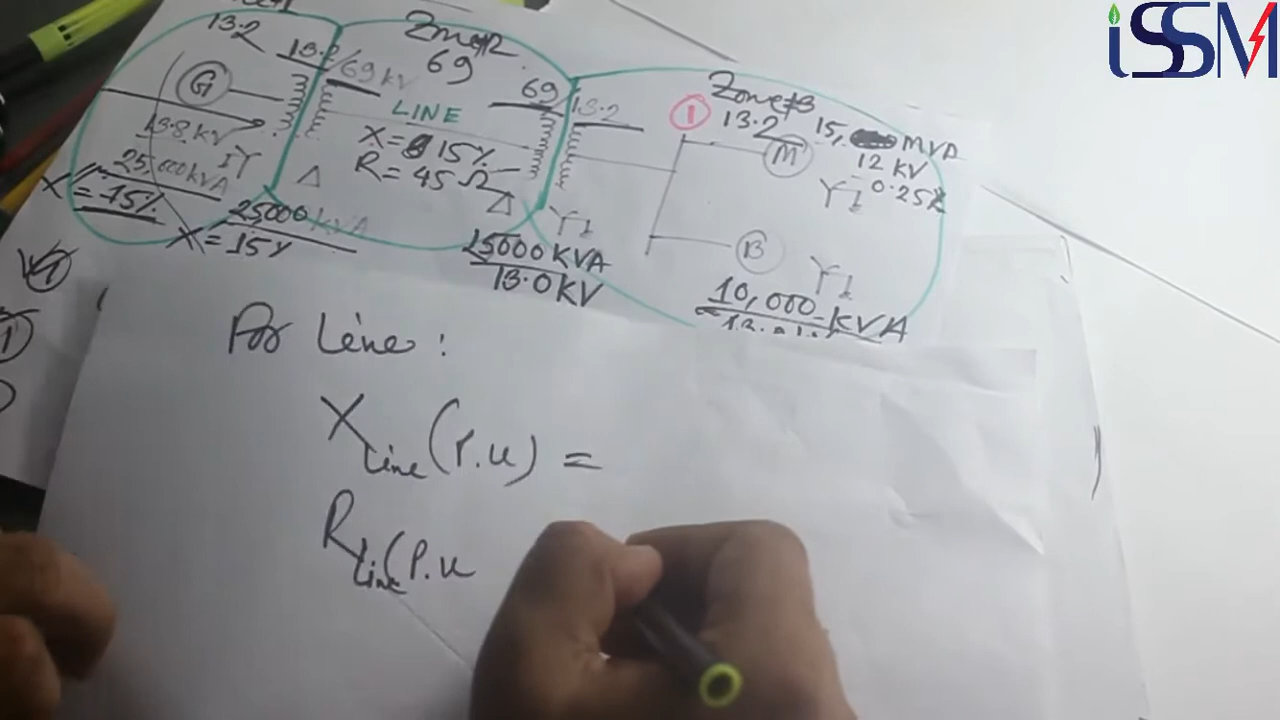 iSSM
13.2
13.2/69 kV
G
13.8 kV
25,000 kVA
X = 15%
25000 KVA
X = 15%
Zone#2
69
LINE
X = 15%
R = 45 Ω
Δ
Δ
69
13.2
Y
15000 KVA
13.0 KV
Zone#3
1
13.2
15, MVA
12 KV
0.25%
M
Y
B
Y
10,000 KVA
For Line:
X Line (P.u) =
R Line (P.u